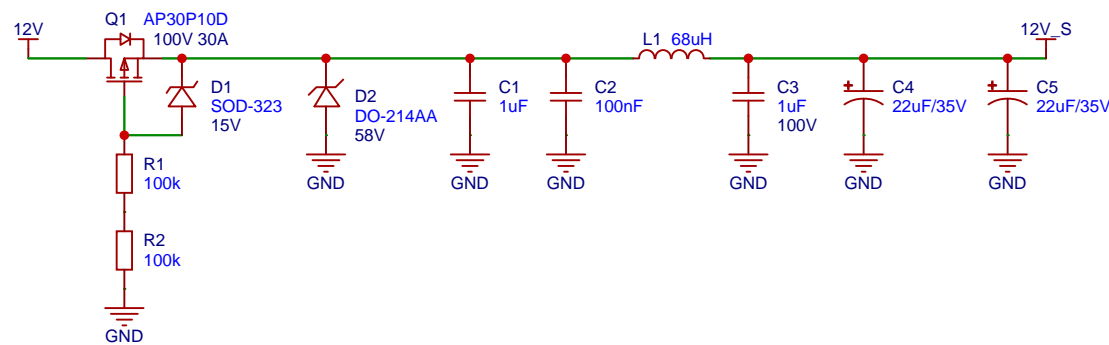 12V
Q1 AP30P10D
100V 30A
D1
SOD-323
15V
D2
DO-214AA
58V
C1
1uF
C2
100nF
L1 68uH
C3
1uF
100V
C4
22uF/35V
12V_S
C5
22uF/35V
R1
100k
R2
100k
GND
GND
GND
GND
GND
GND
GND